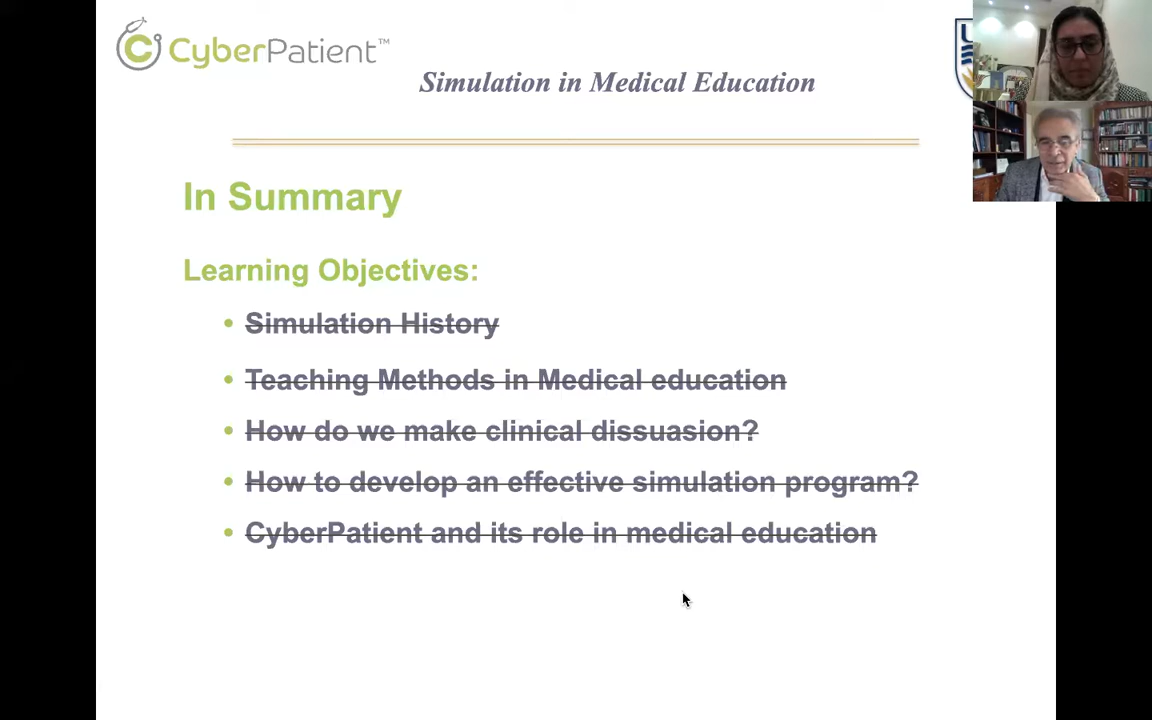 CyberPatient™
Simulation in Medical Education
In Summary
Learning Objectives:
• Simulation History
• Teaching Methods in Medical education
• How do we make clinical dissuasion?
• How to develop an effective simulation program?
• CyberPatient and its role in medical education